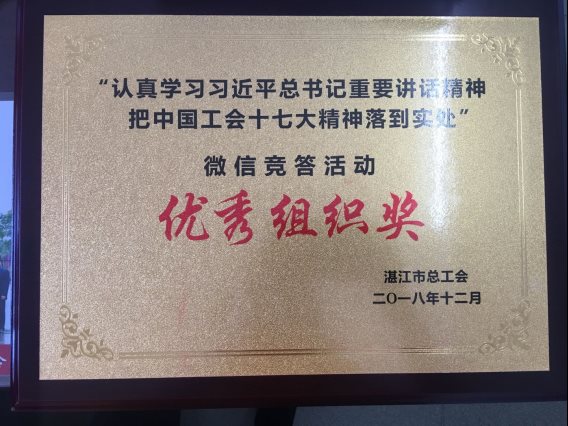 “认真学习习近平总书记重要讲话精神
把中国工会十七大精神落到实处”
微信竞答活动
优秀组织奖
湛江市总工会
二〇一八年十二月